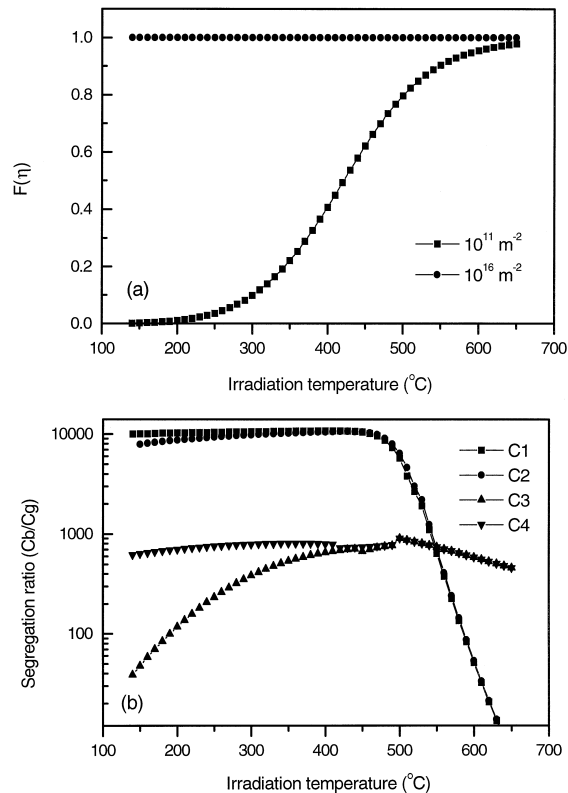 1.0
0.8
0.6
0.4
0.2
0.0
F(η)
10¹¹ m⁻²
10¹⁶ m⁻²
(a)
100 200 300 400 500 600 700
Irradiation temperature (°C)
10000
1000
100
Segregation ratio (Cb/Cg)
C1
C2
C3
C4
(b)
100 200 300 400 500 600 700
Irradiation temperature (°C)